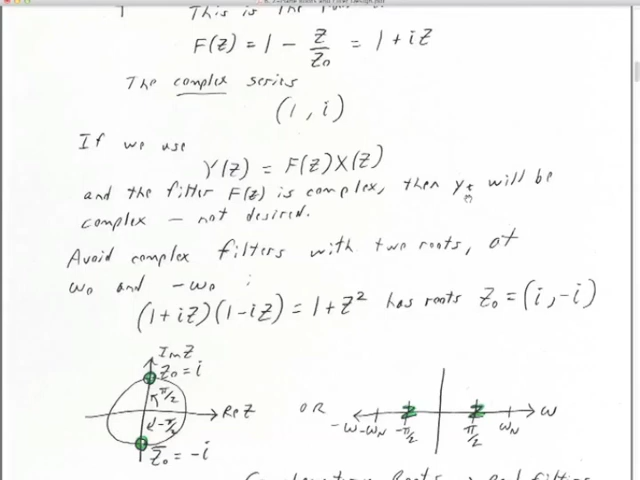 This is the
F(Z) = 1 - Z/Z₀ = 1 + iZ
The complex series
(1, i)
If we use
Y(Z) = F(Z)X(Z)
and the filter F(Z) is complex, then yₜ will be
complex - not desired.
Avoid complex filters with two roots, at
ω₀ and -ω₀ :
(1+iZ)(1-iZ) = 1+Z² has roots Z₀ = (i, -i)
Im Z
Z₀ = i
π/2
Re Z
-π/2
Z̄₀ = -i
OR
-ω -ωN -π/2 π/2 ωN ω